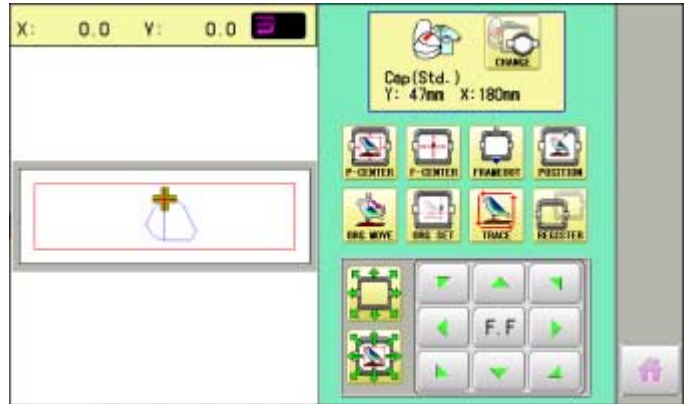 X: 0.0 Y: 0.0
CHANGE
Cap(Std.)
Y: 47mm X:180mm
P-CENTER F-CENTER FRAMEOUT POSITION
ORG MOVE ORG SET TRACE REGISTER
F.F